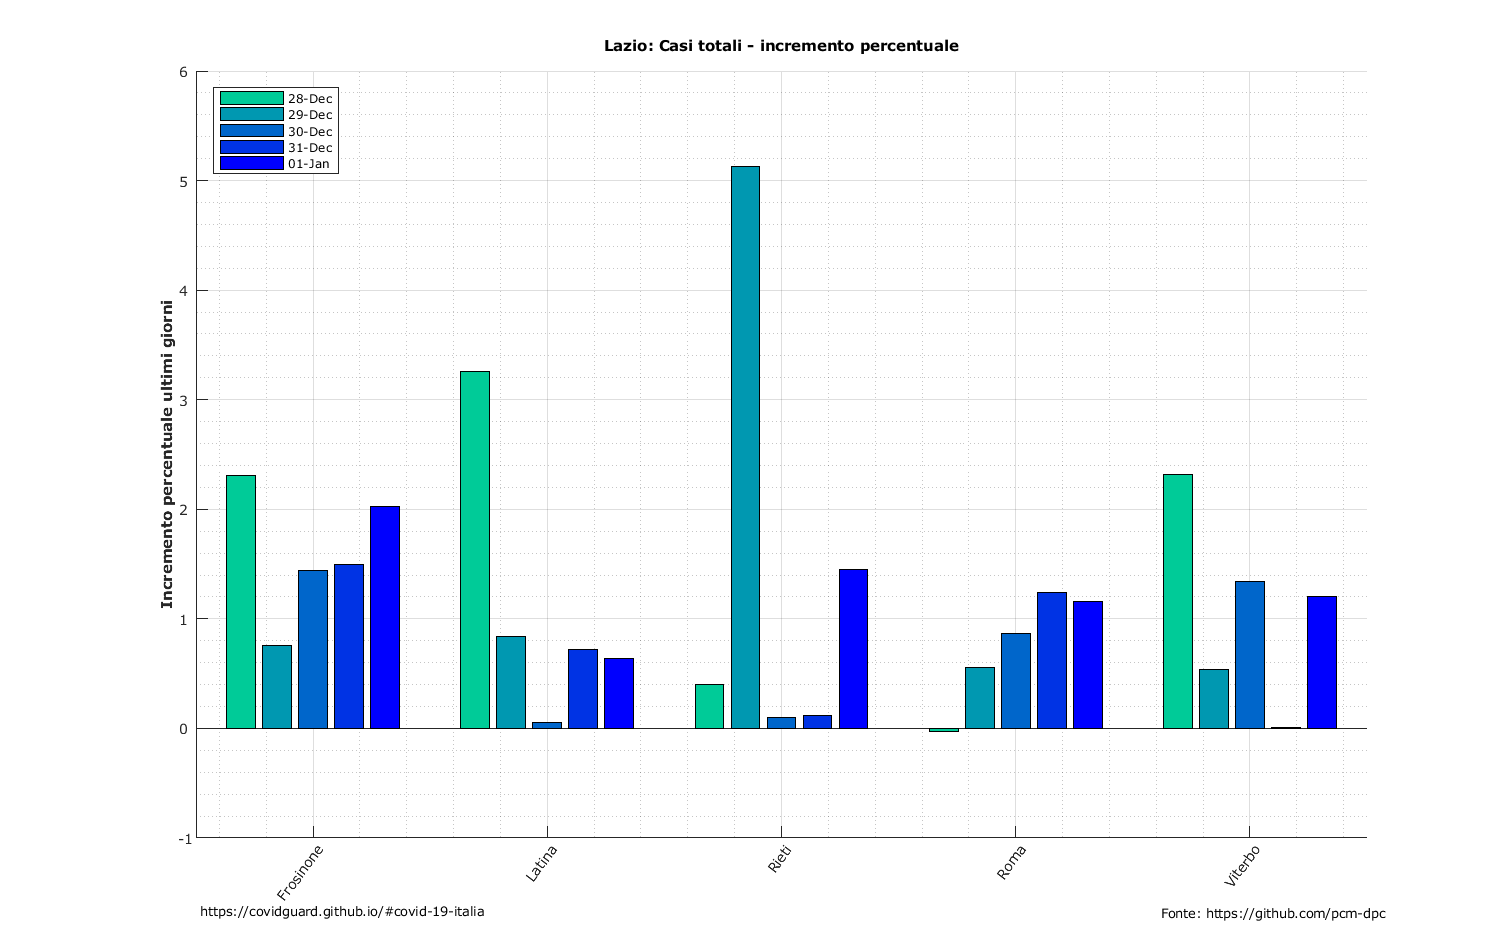 Lazio: Casi totali - incremento percentuale
Incremento percentuale ultimi giorni
6
5
4
3
2
1
0
-1
28-Dec
29-Dec
30-Dec
31-Dec
01-Jan
Frosinone
Latina
Rieti
Roma
Viterbo
https://covidguard.github.io/#covid-19-italia
Fonte: https://github.com/pcm-dpc